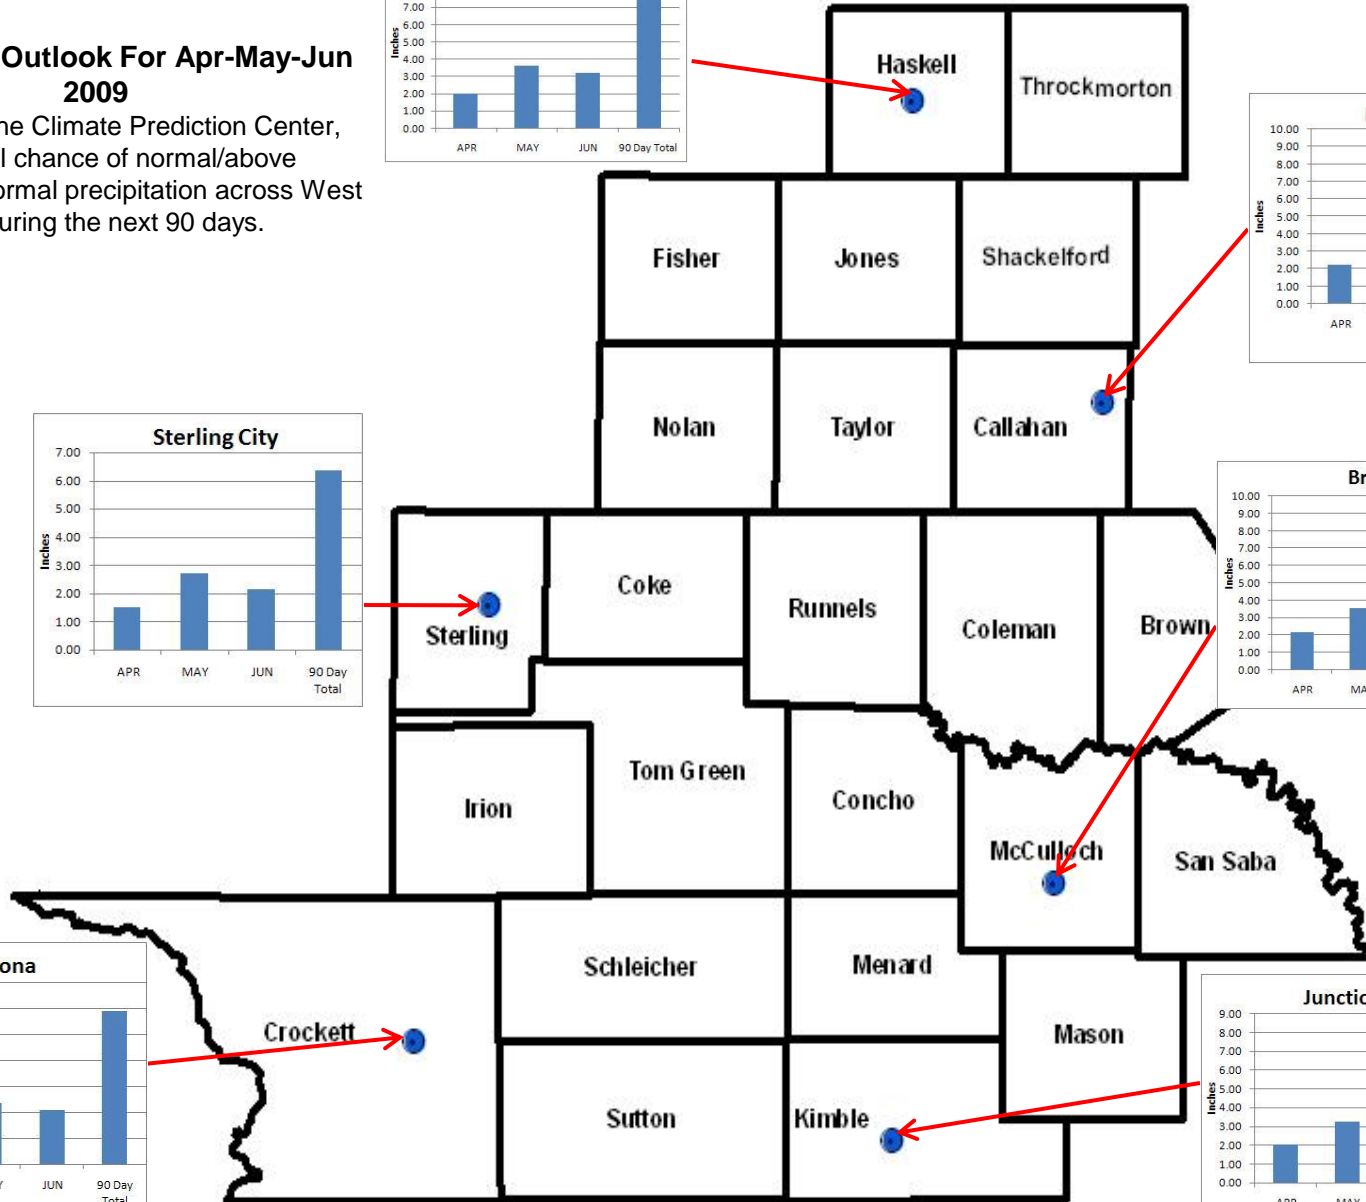 Outlook For Apr-May-Jun
2009
ne Climate Prediction Center,
l chance of normal/above
ormal precipitation across West
uring the next 90 days.
7.00
6.00
5.00
4.00
3.00
2.00
1.00
0.00
Inches
APR MAY JUN 90 Day Total
Haskell
Throckmorton
10.00
9.00
8.00
7.00
6.00
5.00
4.00
3.00
2.00
1.00
0.00
Inches
APR
Fisher
Jones
Shackelford
Nolan
Taylor
Callahan
Sterling City
7.00
6.00
5.00
4.00
3.00
2.00
1.00
0.00
Inches
APR MAY JUN 90 Day
Total
Br
10.00
9.00
8.00
7.00
6.00
5.00
4.00
3.00
2.00
1.00
0.00
Inches
APR MA
Sterling
Coke
Runnels
Coleman
Brown
Irion
Tom Green
Concho
McCulloch
San Saba
ona
JUN 90 Day
Total
Crockett
Schleicher
Menard
Mason
Sutton
Kimble
Junctio
9.00
8.00
7.00
6.00
5.00
4.00
3.00
2.00
1.00
0.00
Inches
APR MAY